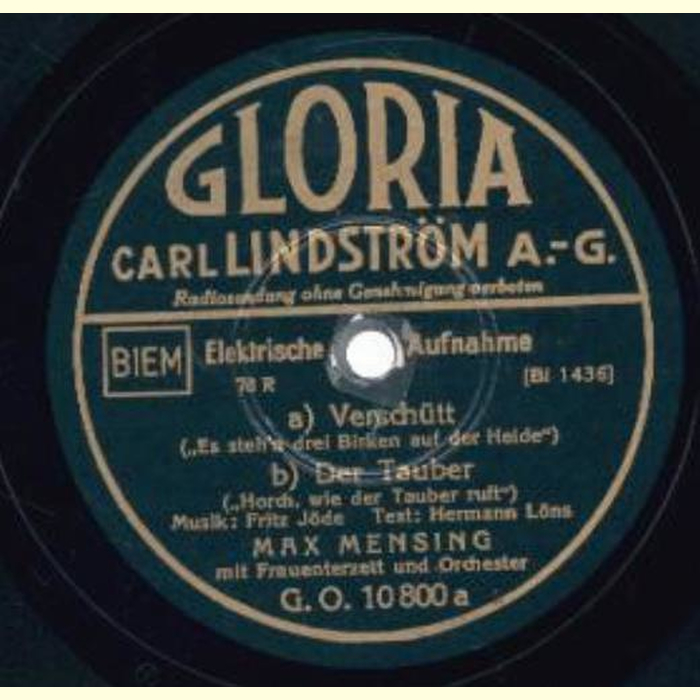 GLORIA
CARL LINDSTRÖM A.-G.
Radiosendung ohne Genehmigung verboten
BIEM Elektrische Aufnahme
78 R [Bi 1436]
a) Verschütt
(„Es steh'n drei Birken auf der Heide")
b) Der Tauber
(„Horch, wie der Tauber ruft")
Musik: Fritz Jöde Text: Hermann Löns
MAX MENSING
mit Frauenterzett und Orchester
G. O. 10800 a